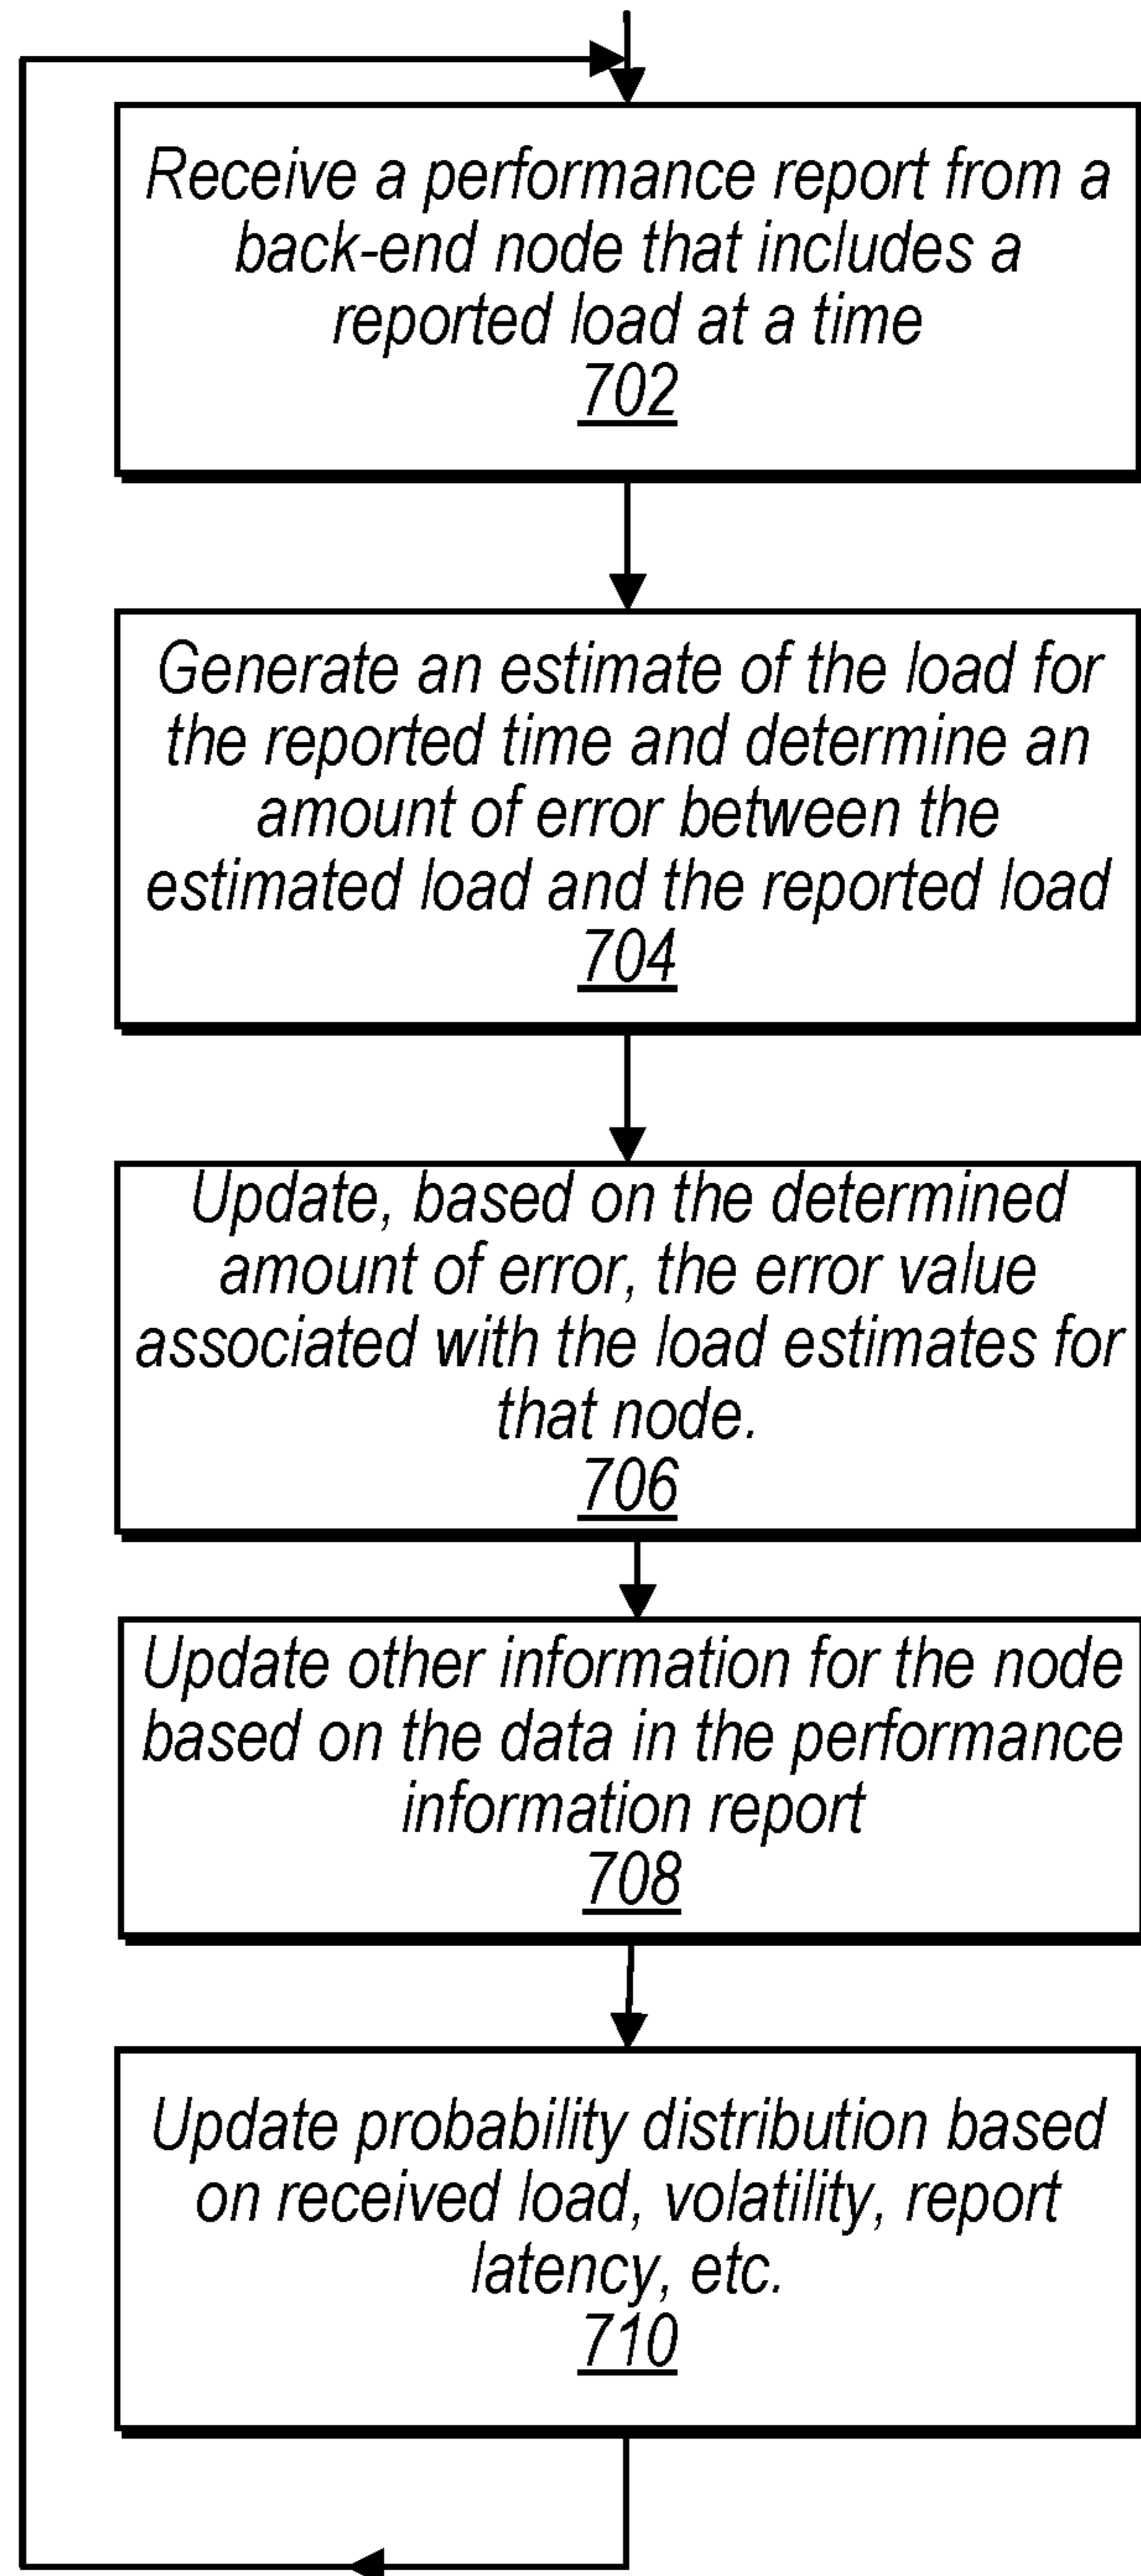 Receive a performance report from a
back-end node that includes a
reported load at a time
702
Generate an estimate of the load for
the reported time and determine an
amount of error between the
estimated load and the reported load
704
Update, based on the determined
amount of error, the error value
associated with the load estimates for
that node.
706
Update other information for the node
based on the data in the performance
information report
708
Update probability distribution based
on received load, volatility, report
latency, etc.
710